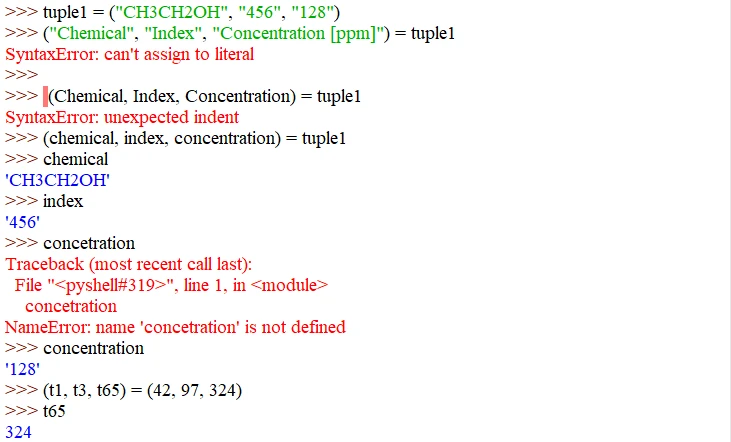 >>> tuple1 = ("CH3CH2OH", "456", "128")
>>> ("Chemical", "Index", "Concentration [ppm]") = tuple1
SyntaxError: can't assign to literal
>>>
>>>  (Chemical, Index, Concentration) = tuple1
SyntaxError: unexpected indent
>>> (chemical, index, concentration) = tuple1
>>> chemical
'CH3CH2OH'
>>> index
'456'
>>> concetration
Traceback (most recent call last):
  File "<pyshell#319>", line 1, in <module>
    concetration
NameError: name 'concetration' is not defined
>>> concentration
'128'
>>> (t1, t3, t65) = (42, 97, 324)
>>> t65
324